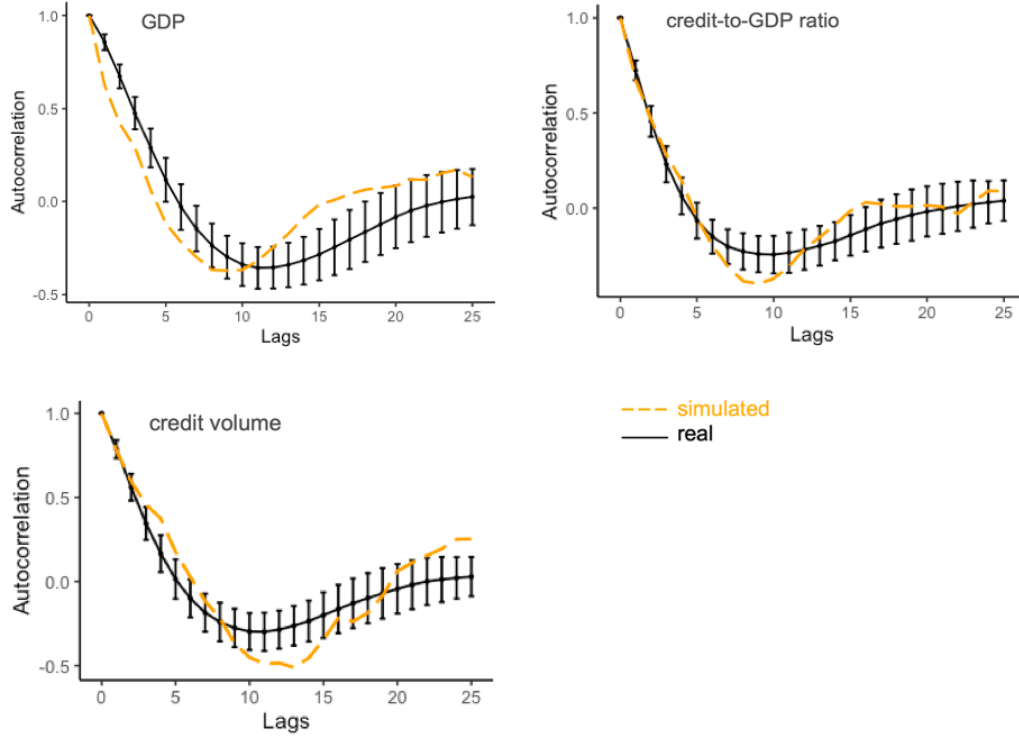 GDP
1.0
0.5
0.0
-0.5
Autocorrelation
0 5 10 15 20 25
Lags
credit-to-GDP ratio
1.0
0.5
0.0
Autocorrelation
0 5 10 15 20 25
Lags
credit volume
1.0
0.5
0.0
-0.5
Autocorrelation
0 5 10 15 20 25
Lags
simulated
real